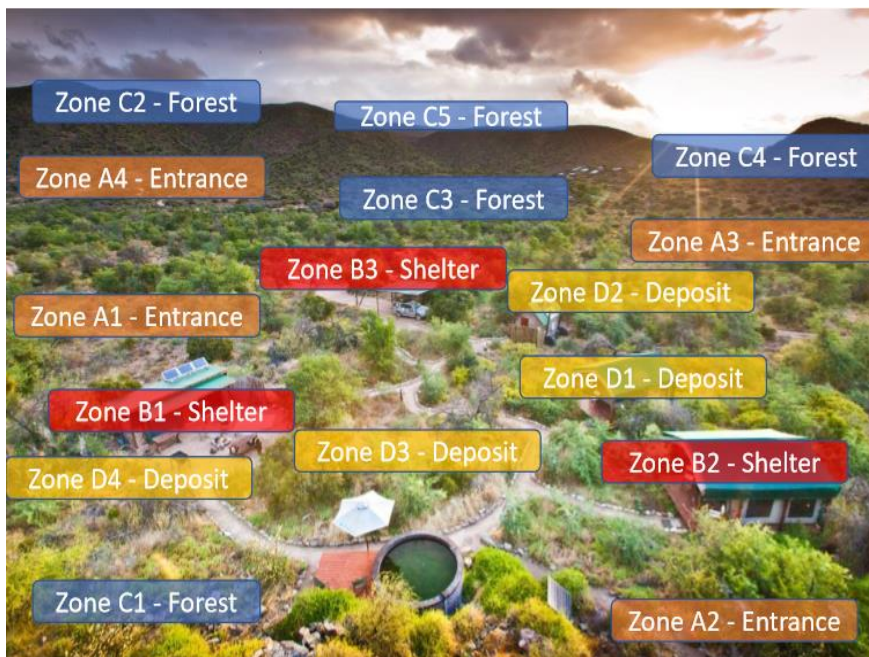 Zone C2 - Forest
Zone C5 - Forest
Zone C4 - Forest
Zone A4 - Entrance
Zone C3 - Forest
Zone A3 - Entrance
Zone B3 - Shelter
Zone D2 - Deposit
Zone A1 - Entrance
Zone D1 - Deposit
Zone B1 - Shelter
Zone D3 - Deposit
Zone B2 - Shelter
Zone D4 - Deposit
Zone C1 - Forest
Zone A2 - Entrance